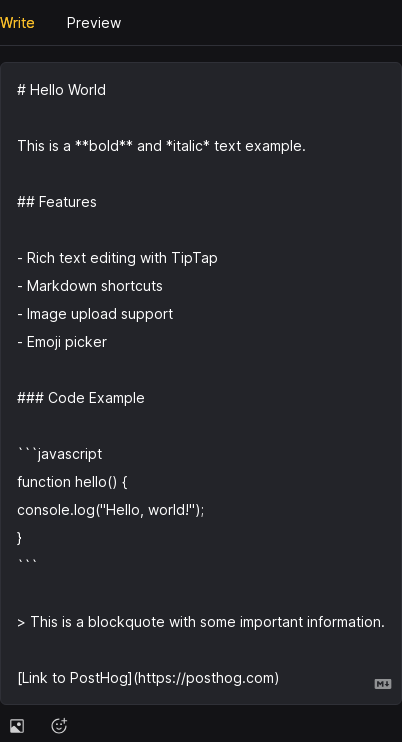 Write Preview
# Hello World
This is a **bold** and *italic* text example.
## Features
- Rich text editing with TipTap
- Markdown shortcuts
- Image upload support
- Emoji picker
### Code Example
```javascript
function hello() {
console.log("Hello, world!");
}
```
> This is a blockquote with some important information.
[Link to PostHog](https://posthog.com)
M